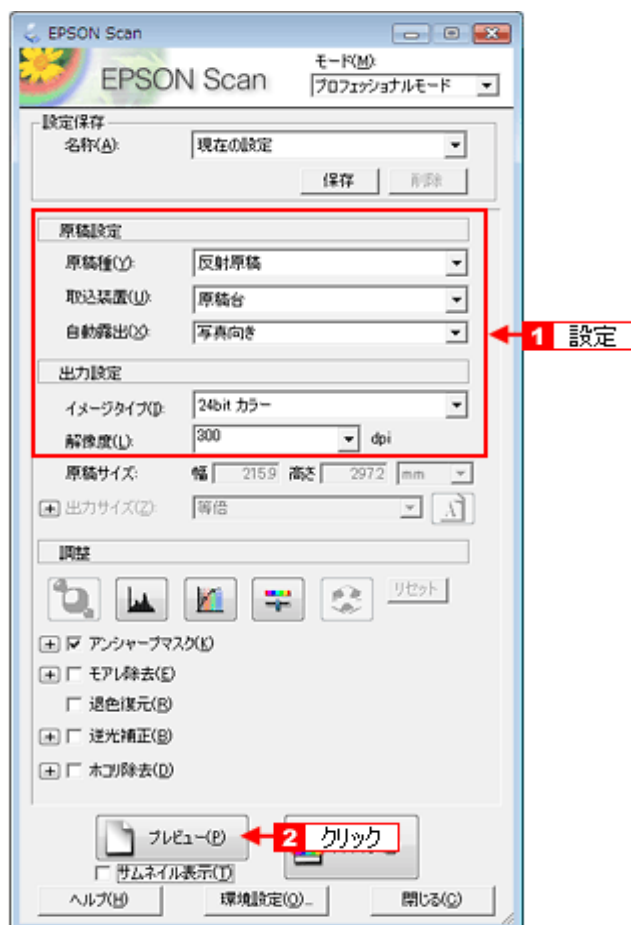 EPSON Scan
EPSON Scan
モード(M):
プロフェッショナルモード
設定保存
名称(A):
現在の設定
保存
削除
原稿設定
原稿種(Y):
反射原稿
取込装置(U):
原稿台
自動露出(X):
写真向き
1 設定
出力設定
イメージタイプ(I):
24bit カラー
解像度(L):
300
dpi
原稿サイズ:
幅
215.9
高さ
297.2
mm
出力サイズ(Z):
等倍
調整
リセット
アンシャープマスク(K)
モアレ除去(E)
退色復元(R)
逆光補正(B)
ホコリ除去(D)
プレビュー(P)
2 クリック
サムネイル表示(T)
ヘルプ(H)
環境設定(O)...
閉じる(C)